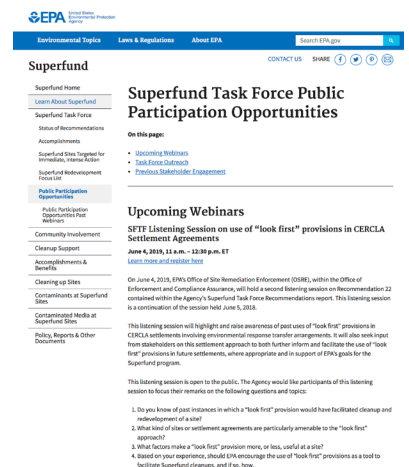 EPA United States
Environmental Protection
Agency
Environmental Topics Laws & Regulations About EPA Search EPA.gov
CONTACT US SHARE
Superfund
Superfund Home
Learn About Superfund
Superfund Task Force
Status of Recommendations
Accomplishments
Superfund Sites Targeted for
Immediate, Intense Action
Superfund Redevelopment
Focus List
Public Participation
Opportunities
Public Participation
Opportunities Past
Webinars
Community Involvement
Cleanup Support
Accomplishments &
Benefits
Cleaning up Sites
Contaminants at Superfund
Sites
Contaminated Media at
Superfund Sites
Policy, Reports & Other
Documents
Superfund Task Force Public
Participation Opportunities
On this page:
• Upcoming Webinars
• Task Force Outreach
• Previous Stakeholder Engagement
Upcoming Webinars
SFTF Listening Session on use of “look first” provisions in CERCLA
Settlement Agreements
June 4, 2019, 11 a.m. – 12:30 p.m. ET
Learn more and register here
On June 4, 2019, EPA's Office of Site Remediation Enforcement (OSRE), within the Office of
Enforcement and Compliance Assurance, will hold a second listening session on Recommendation 22
contained within the Agency's Superfund Task Force Recommendations report. This listening session
is a continuation of the session held June 5, 2018.
This listening session will highlight and raise awareness of past uses of “look first” provisions in
CERCLA settlements involving environmental response transfer arrangements. It will also seek input
from stakeholders on this settlement approach to both further inform and facilitate the use of “look
first” provisions in future settlements, where appropriate and in support of EPA's goals for the
Superfund program.
This listening session is open to the public. The Agency would like participants of this listening
session to focus their remarks on the following questions and topics:
1. Do you know of past instances in which a “look first” provision would have facilitated cleanup and
redevelopment of a site?
2. What kind of sites or settlement agreements are particularly amenable to the “look first”
approach?
3. What factors make a “look first” provision more, or less, useful at a site?
4. Based on your experience, should EPA encourage the use of “look first” provisions as a tool to
facilitate Superfund cleanups, and if so, how.